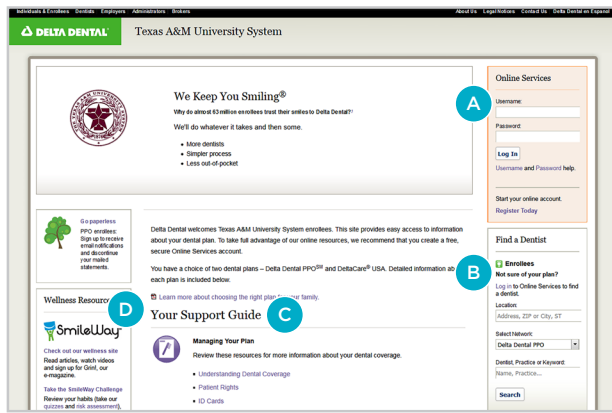 Individuals & Enrollees Dentists Employers Administrators Brokers
About Us Legal Notices Contact Us Delta Dental en Espanol
DELTA DENTAL
Texas A&M University System
We Keep You Smiling®
Why do almost 63 million enrollees trust their smiles to Delta Dental?
We'll do whatever it takes and then some.
• More dentists
• Simpler process
• Less out-of-pocket
A
Online Services
Username:
Password:
Log In
Username and Password help.
Start your online account.
Register Today
Go paperless
PPO enrollees:
Sign up to receive
email notifications
and discontinue
your mailed
statements.
Delta Dental welcomes Texas A&M University System enrollees. This site provides easy access to information
about your dental plan. To take full advantage of our online resources, we recommend that you create a free,
secure Online Services account.
You have a choice of two dental plans – Delta Dental PPO℠ and DeltaCare® USA. Detailed information ab
each plan is included below.
Learn more about choosing the right plan for our family.
B
Find a Dentist
Enrollees
Not sure of your plan?
Log in to Online Services to find
a dentist.
Location:
Address, ZIP or City, ST
Select Network:
Delta Dental PPO
Dentist, Practice or Keyword:
Name, Practice...
Search
Wellness Resourc
D
SmileWay
Check out our wellness site
Read articles, watch videos
and sign up for Grin!, our
e-magazine.
Take the SmileWay Challenge
Review your habits (take our
quizzes and risk assessment),
Your Support Guide
C
Managing Your Plan
Review these resources for more information about your dental coverage.
• Understanding Dental Coverage
• Patient Rights
• ID Cards